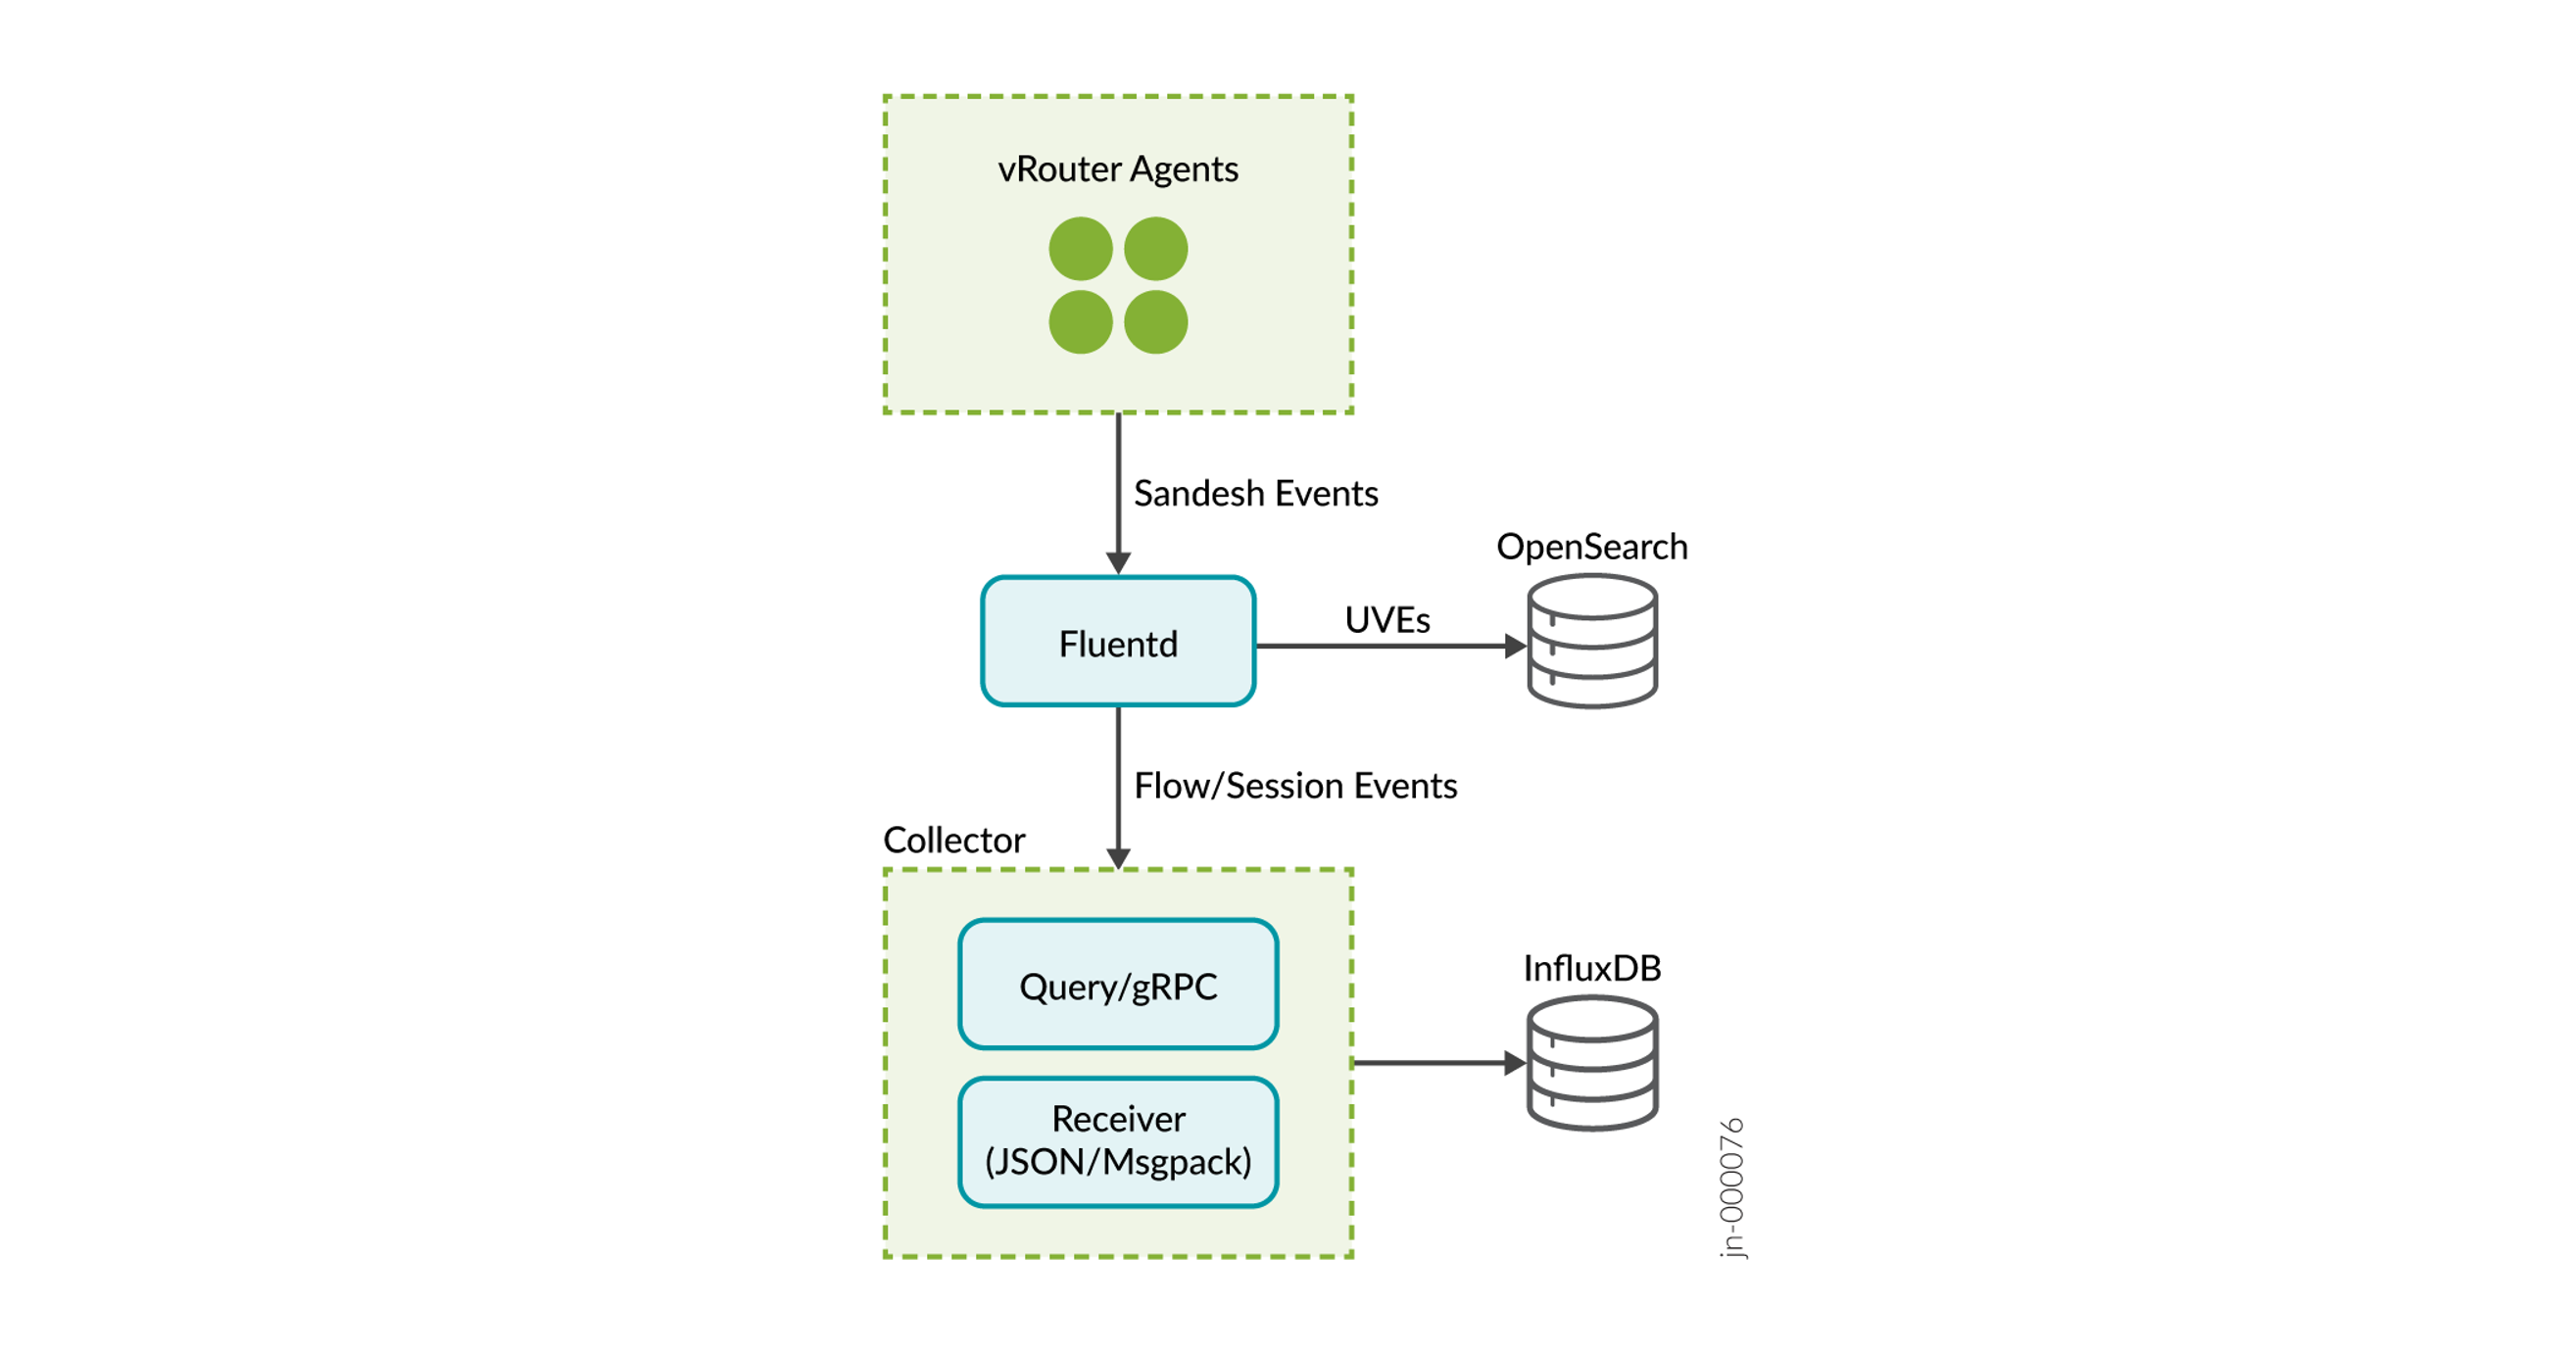 vRouter Agents
Sandesh Events
OpenSearch
UVEs
Fluentd
Flow/Session Events
Collector
Query/gRPC
InfluxDB
Receiver
(JSON/Msgpack)
jn-000076